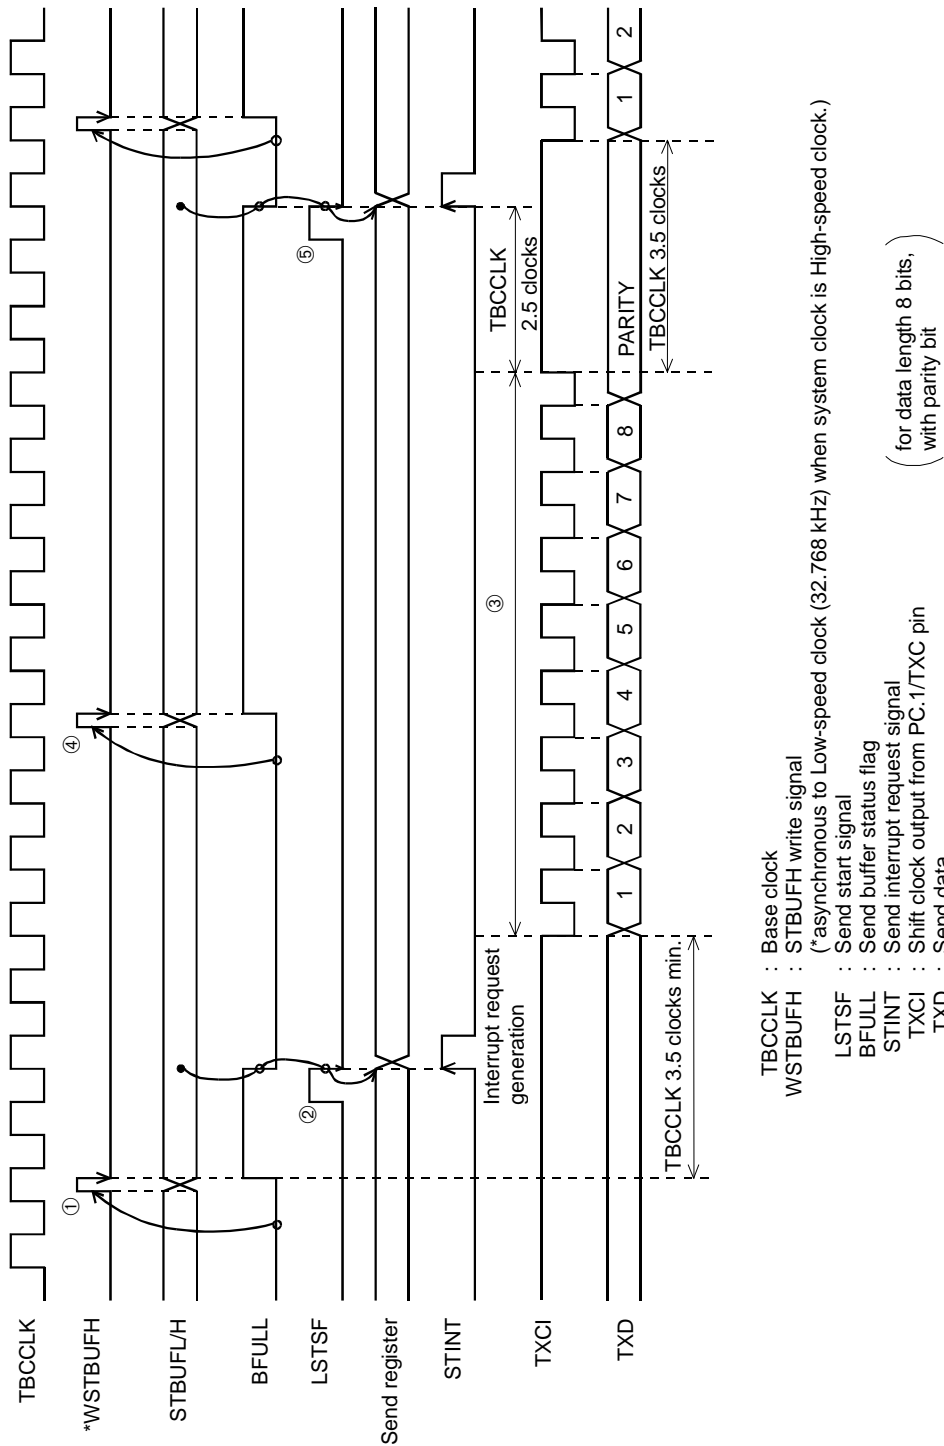 TBCCLK
*WSTBUFH
STBUFL/H
BFULL
LSTSF
Send register
STINT
TXCI
TXD
①
②
③
④
⑤
Interrupt request
generation
TBCCLK 3.5 clocks min.
TBCCLK
2.5 clocks
TBCCLK 3.5 clocks
1
2
3
4
5
6
7
8
PARITY
1
2
TBCCLK : Base clock
WSTBUFH : STBUFH write signal
(*asynchronous to Low-speed clock (32.768 kHz) when system clock is High-speed clock.)
LSTSF : Send start signal
BFULL : Send buffer status flag
STINT : Send interrupt request signal
TXCI : Shift clock output from PC.1/TXC pin
TXD : Send data
(for data length 8 bits,
with parity bit)